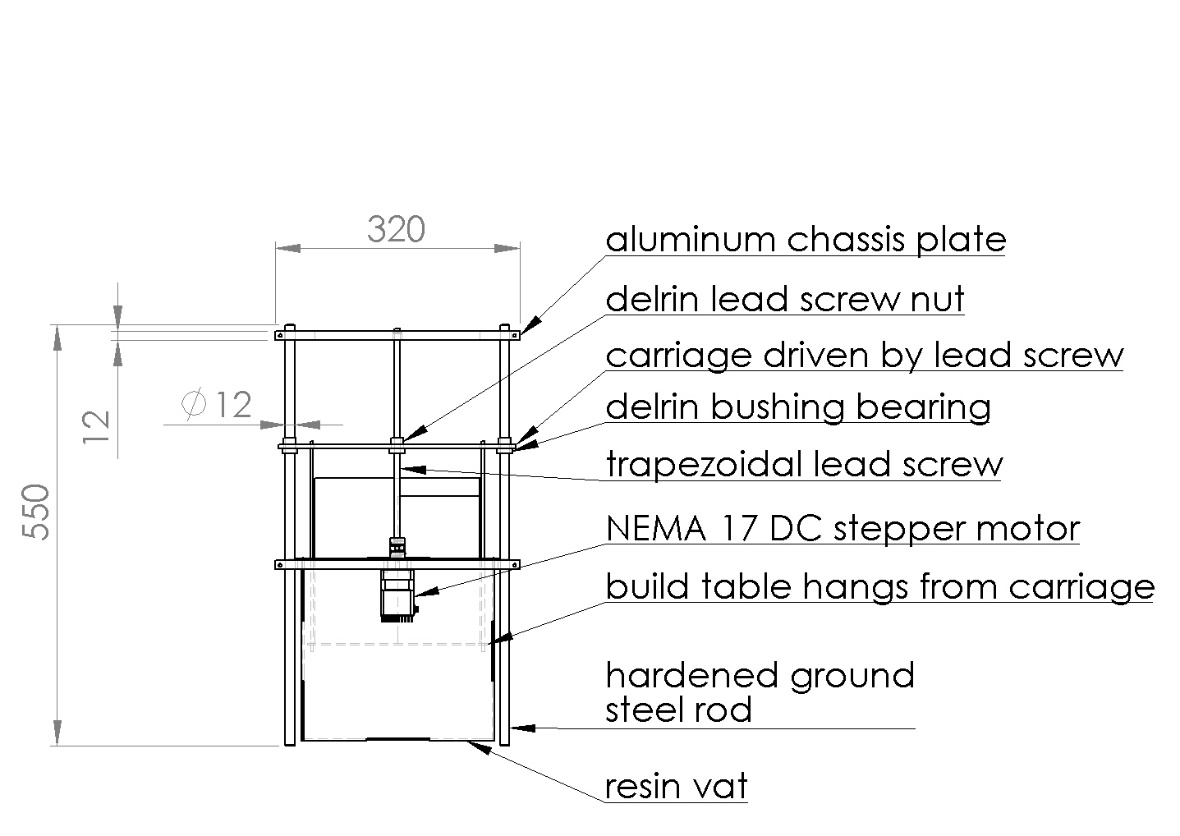 320
aluminum chassis plate
delrin lead screw nut
carriage driven by lead screw
⌀12
delrin bushing bearing
12
trapezoidal lead screw
550
NEMA 17 DC stepper motor
build table hangs from carriage
hardened ground
steel rod
resin vat